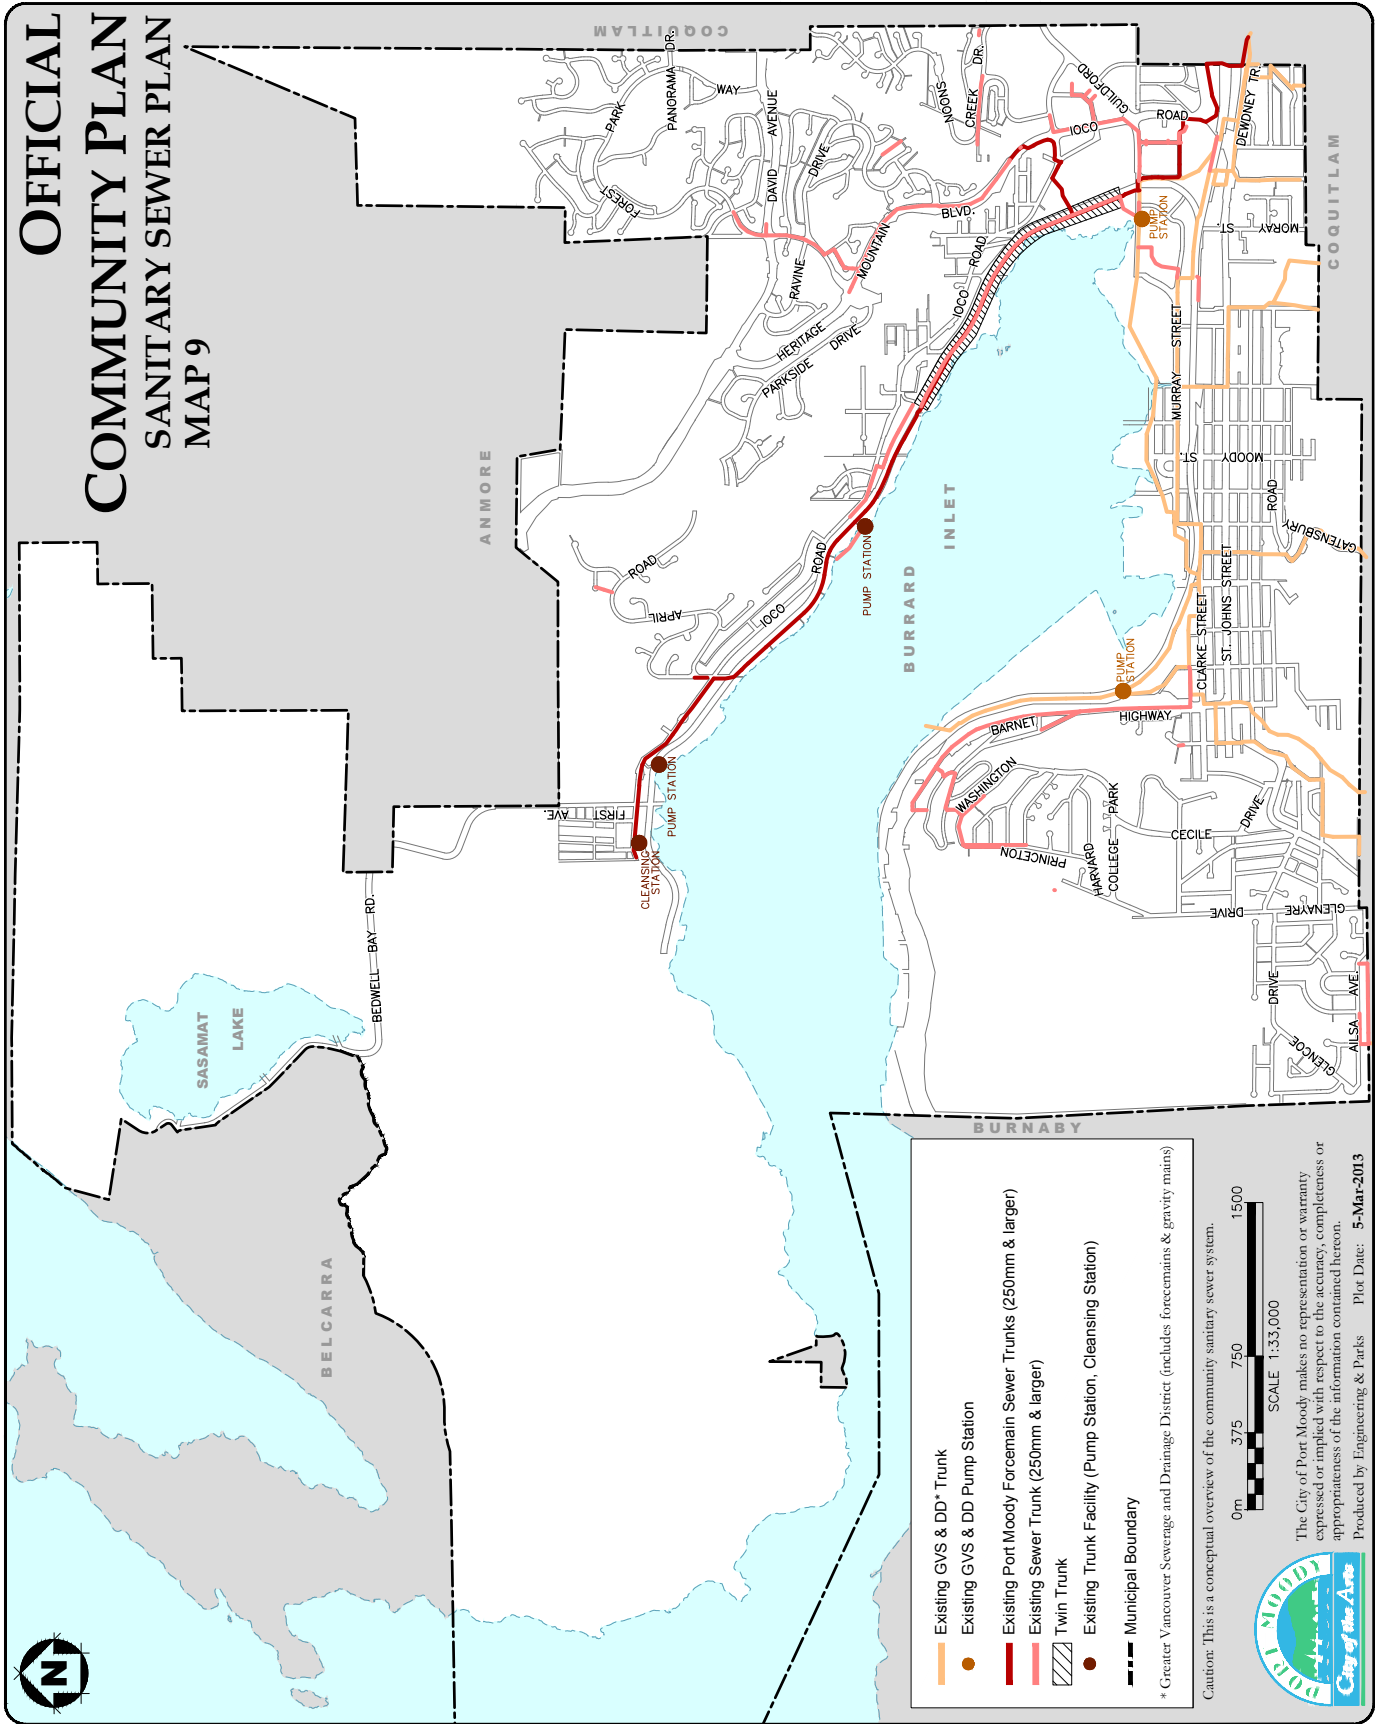 OFFICIAL
COMMUNITY PLAN
SANITARY SEWER PLAN
MAP 9
COQUITLAM
COQUITLAM
ANMORE
BURRARD
INLET
SASAMAT
LAKE
BELCARRA
BURNABY
BEDWELL BAY RD.
FIRST AVE.
CLEANSING
STATION
PUMP STATION
PUMP STATION
PUMP
STATION
PUMP
STATION
APRIL ROAD
IOCO ROAD
IOCO ROAD
IOCO
PARKSIDE DRIVE
HERITAGE
MOUNTAIN BLVD.
RAVINE DRIVE
DAVID AVENUE
FOREST PARK WAY
PANORAMA DR.
NOONS
CREEK DR.
GUILDFORD
ROAD
DEWDNEY TR.
MORAY ST.
MURRAY STREET
MOODY ST.
GATENSBURY
ROAD
CLARKE STREET
ST. JOHNS STREET
BARNET
HIGHWAY
WASHINGTON
PRINCETON
HARVARD
COLLEGE PARK
CECILE DRIVE
GLENAYRE DRIVE
GLENCOE DRIVE
AILSA AVE.
Existing GVS & DD* Trunk
Existing GVS & DD Pump Station
Existing Port Moody Forcemain Sewer Trunks (250mm & larger)
Existing Sewer Trunk (250mm & larger)
Twin Trunk
Existing Trunk Facility (Pump Station, Cleansing Station)
Municipal Boundary
* Greater Vancouver Sewerage and Drainage District (includes forecemains & gravity mains)
Caution: This is a conceptual overview of the community sanitary sewer system.
0m 375 750 1500
SCALE 1:33,000
The City of Port Moody makes no representation or warranty
expressed or implied with respect to the accuracy, completeness or
appropriateness of the information contained hereon.
Produced by Engineering & Parks Plot Date: 5-Mar-2013
PORT MOODY
City of the Arts
N